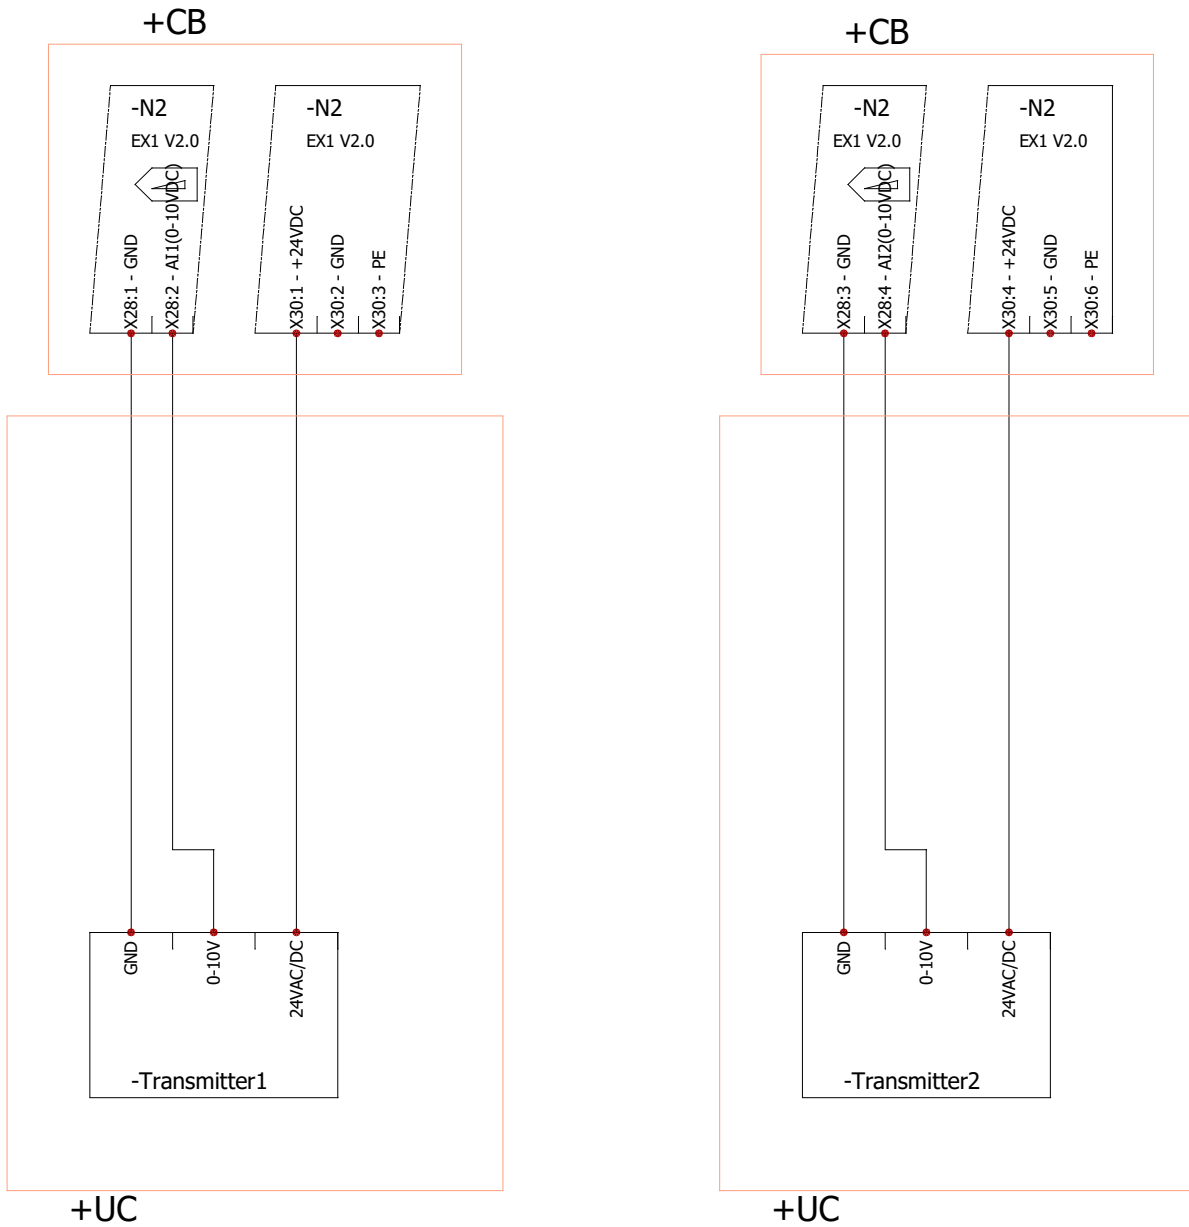 +CB
-N2
EX1 V2.0
X28:1 - GND
X28:2 - AI1(0-10VDC)
-N2
EX1 V2.0
X30:1 - +24VDC
X30:2 - GND
X30:3 - PE
GND
0-10V
24VAC/DC
-Transmitter1
+UC
+CB
-N2
EX1 V2.0
X28:3 - GND
X28:4 - AI2(0-10VDC)
-N2
EX1 V2.0
X30:4 - +24VDC
X30:5 - GND
X30:6 - PE
GND
0-10V
24VAC/DC
-Transmitter2
+UC